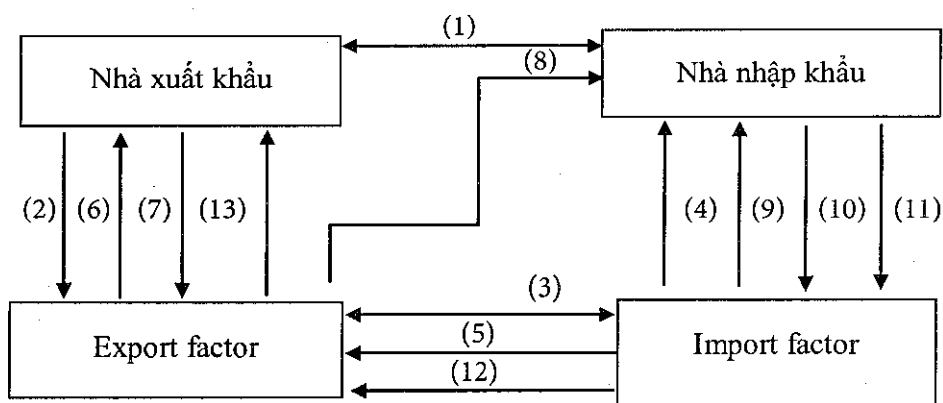 (1)
Nhà xuất khẩu
(8)
Nhà nhập khẩu
(2) (6) (7) (13)
(4) (9) (10) (11)
(3)
Export factor
(5)
Import factor
(12)